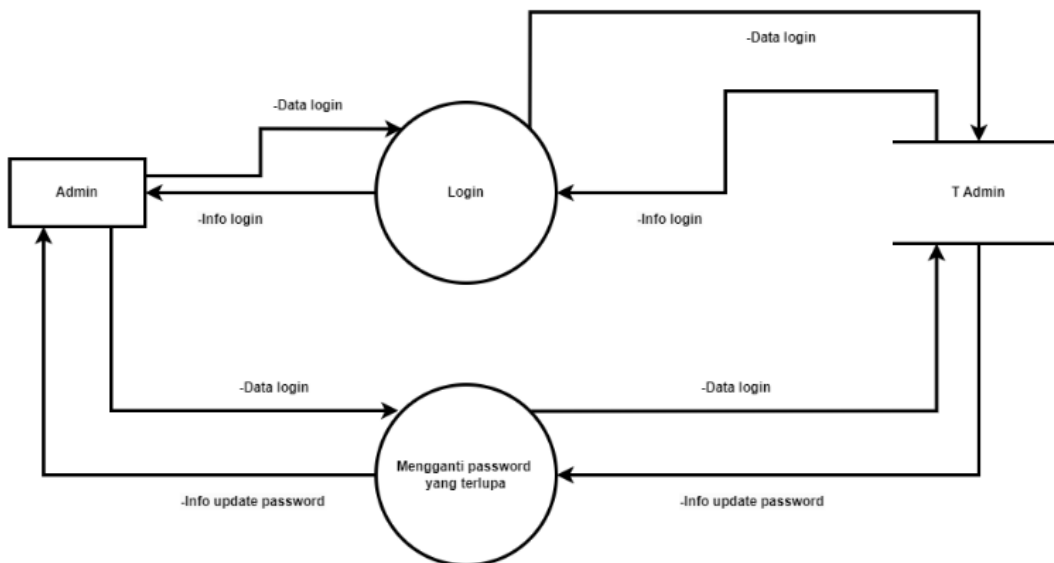 -Data login
-Data login
Admin
Login
T Admin
-Info login
-Info login
-Data login
-Data login
Mengganti password
yang terlupa
-Info update password
-Info update password